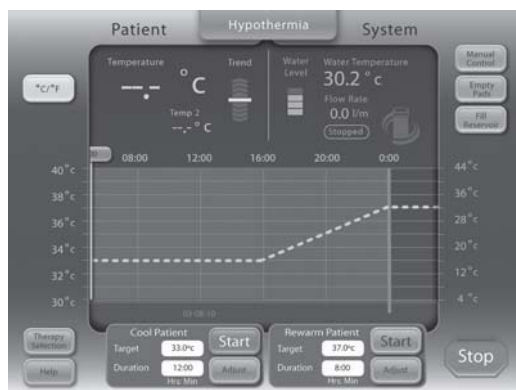 Patient
Hypothermia
System
Temperature
--.- °C
Trend
Temp 2
--.- °C
Water Level
Water Temperature
30.2 °C
Flow Rate
0.0 l/m
Stopped
Manual Control
Empty Pads
Fill Reservoir
°C/°F
08:00 12:00 16:00 20:00 0:00
40°c
38°c
36°c
34°c
32°c
30°c
44°c
36°c
28°c
20°c
12°c
4°c
03-08-10
Therapy Selection
Help
Cool Patient
Target 33.0°c
Start
Duration 12:00
Adjust
Hrs: Min
Rewarm Patient
Target 37.0°c
Start
Duration 8:00
Adjust
Hrs: Min
Stop